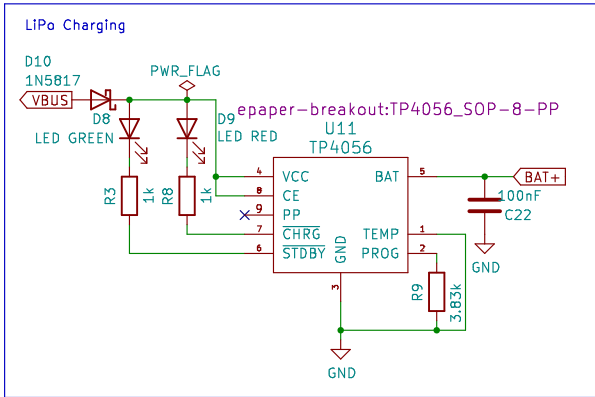 LiPo Charging
D10
1N5817
VBUS
PWR_FLAG
D8
LED GREEN
D9
LED RED
epaper-breakout:TP4056_SOP-8-PP
U11
TP4056
R3
1k
R8
1k
4
VCC
8
CE
9
PP
7
CHRG
6
STDBY
GND
3
BAT
5
TEMP
1
PROG
2
BAT+
100nF
C22
GND
R9
3.83k
GND